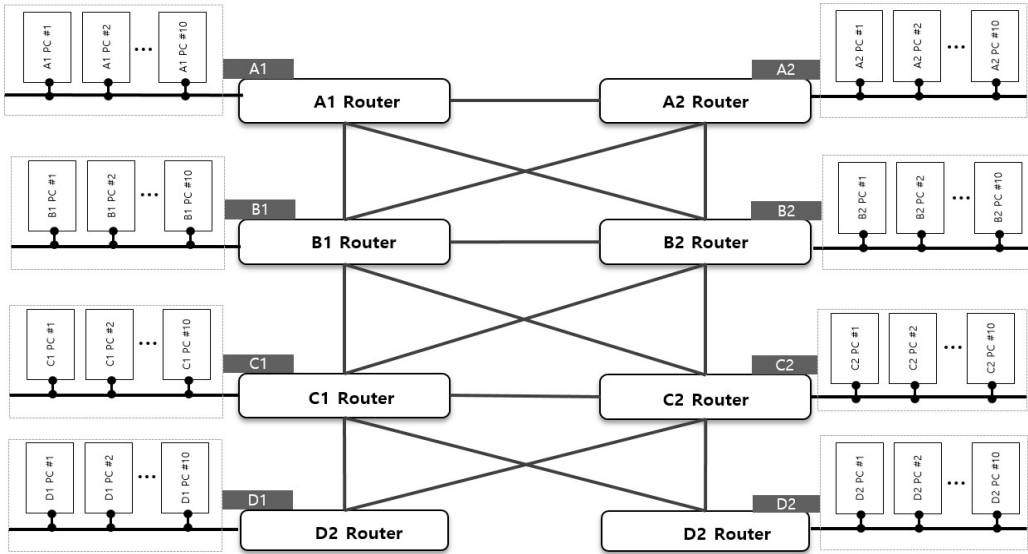 A1 PC #1
A1 PC #2
...
A1 PC #10
A1
A1 Router
A2
A2 Router
A2 PC #1
A2 PC #2
...
A2 PC #10
B1 PC #1
B1 PC #2
...
B1 PC #10
B1
B1 Router
B2
B2 Router
B2 PC #1
B2 PC #2
...
B2 PC #10
C1 PC #1
C1 PC #2
...
C1 PC #10
C1
C1 Router
C2
C2 Router
C2 PC #1
C2 PC #2
...
C2 PC #10
D1 PC #1
D1 PC #2
...
D1 PC #10
D1
D1 Router
D2
D2 Router
D2 PC #1
D2 PC #2
...
D2 PC #10